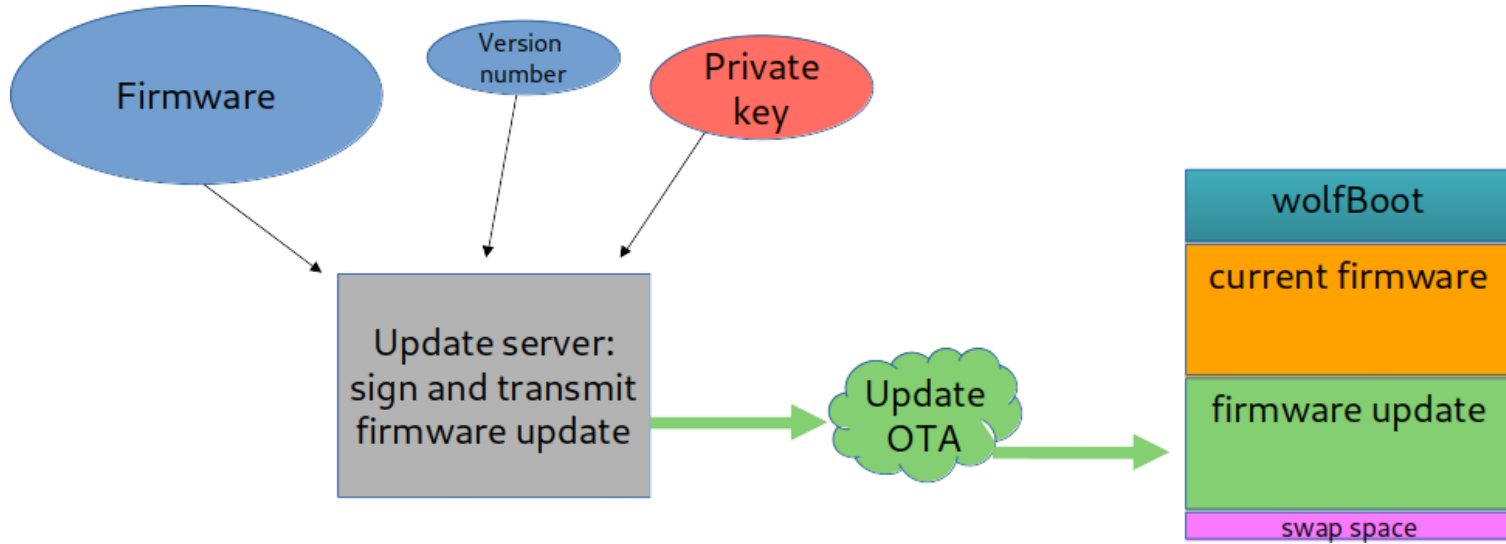 Firmware
Version
number
Private
key
Update server:
sign and transmit
firmware update
Update
OTA
wolfBoot
current firmware
firmware update
swap space